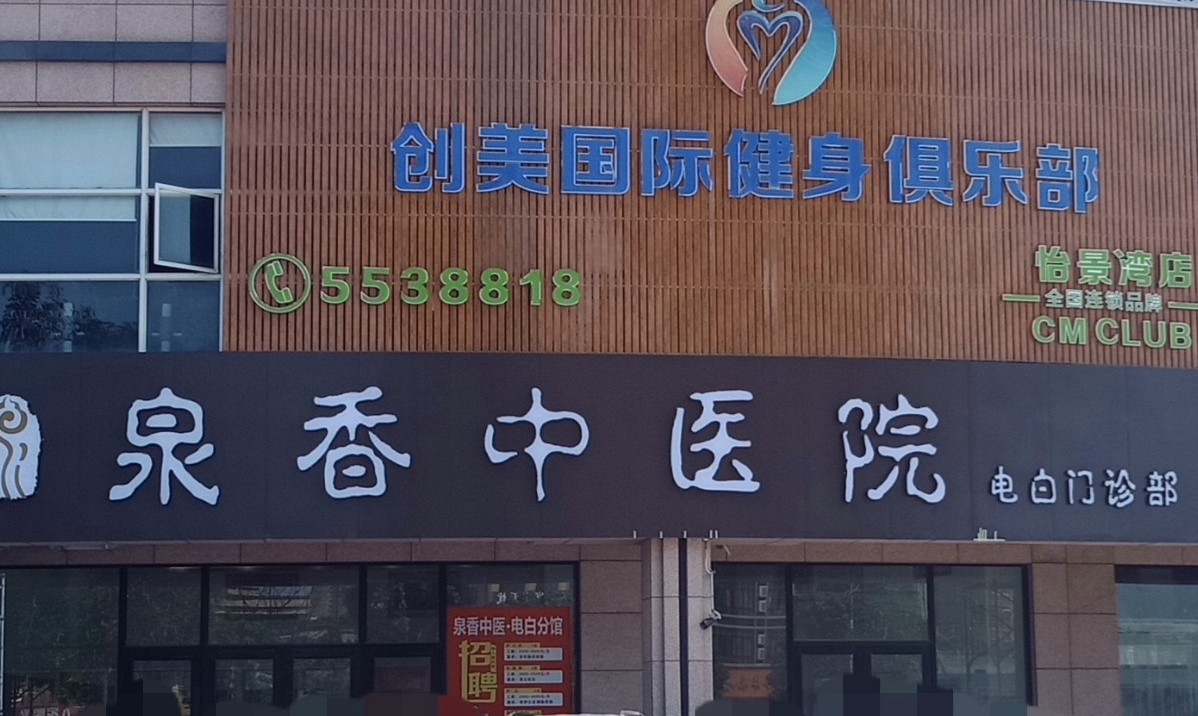 创美国际健身俱乐部
5538818
怡景湾店
全国连锁品牌
CM CLUB
泉香中医院
电白门诊部
泉香中医·电白分馆
招聘